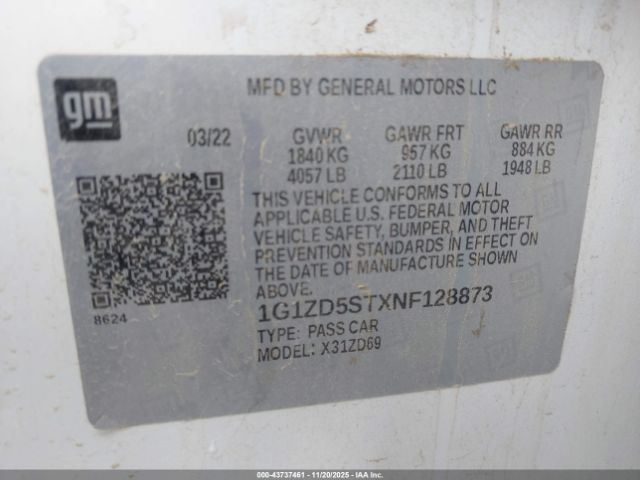 gm
MFD BY GENERAL MOTORS LLC
03/22 GVWR GAWR FRT GAWR RR
1840 KG 957 KG 884 KG
4057 LB 2110 LB 1948 LB
THIS VEHICLE CONFORMS TO ALL
APPLICABLE U.S. FEDERAL MOTOR
VEHICLE SAFETY, BUMPER, AND THEFT
PREVENTION STANDARDS IN EFFECT ON
THE DATE OF MANUFACTURE SHOWN
ABOVE.
8624
1G1ZD5STXNF128873
TYPE: PASS CAR
MODEL: X31ZD69
000-43737461 - 11/20/2025 - IAAI.COM